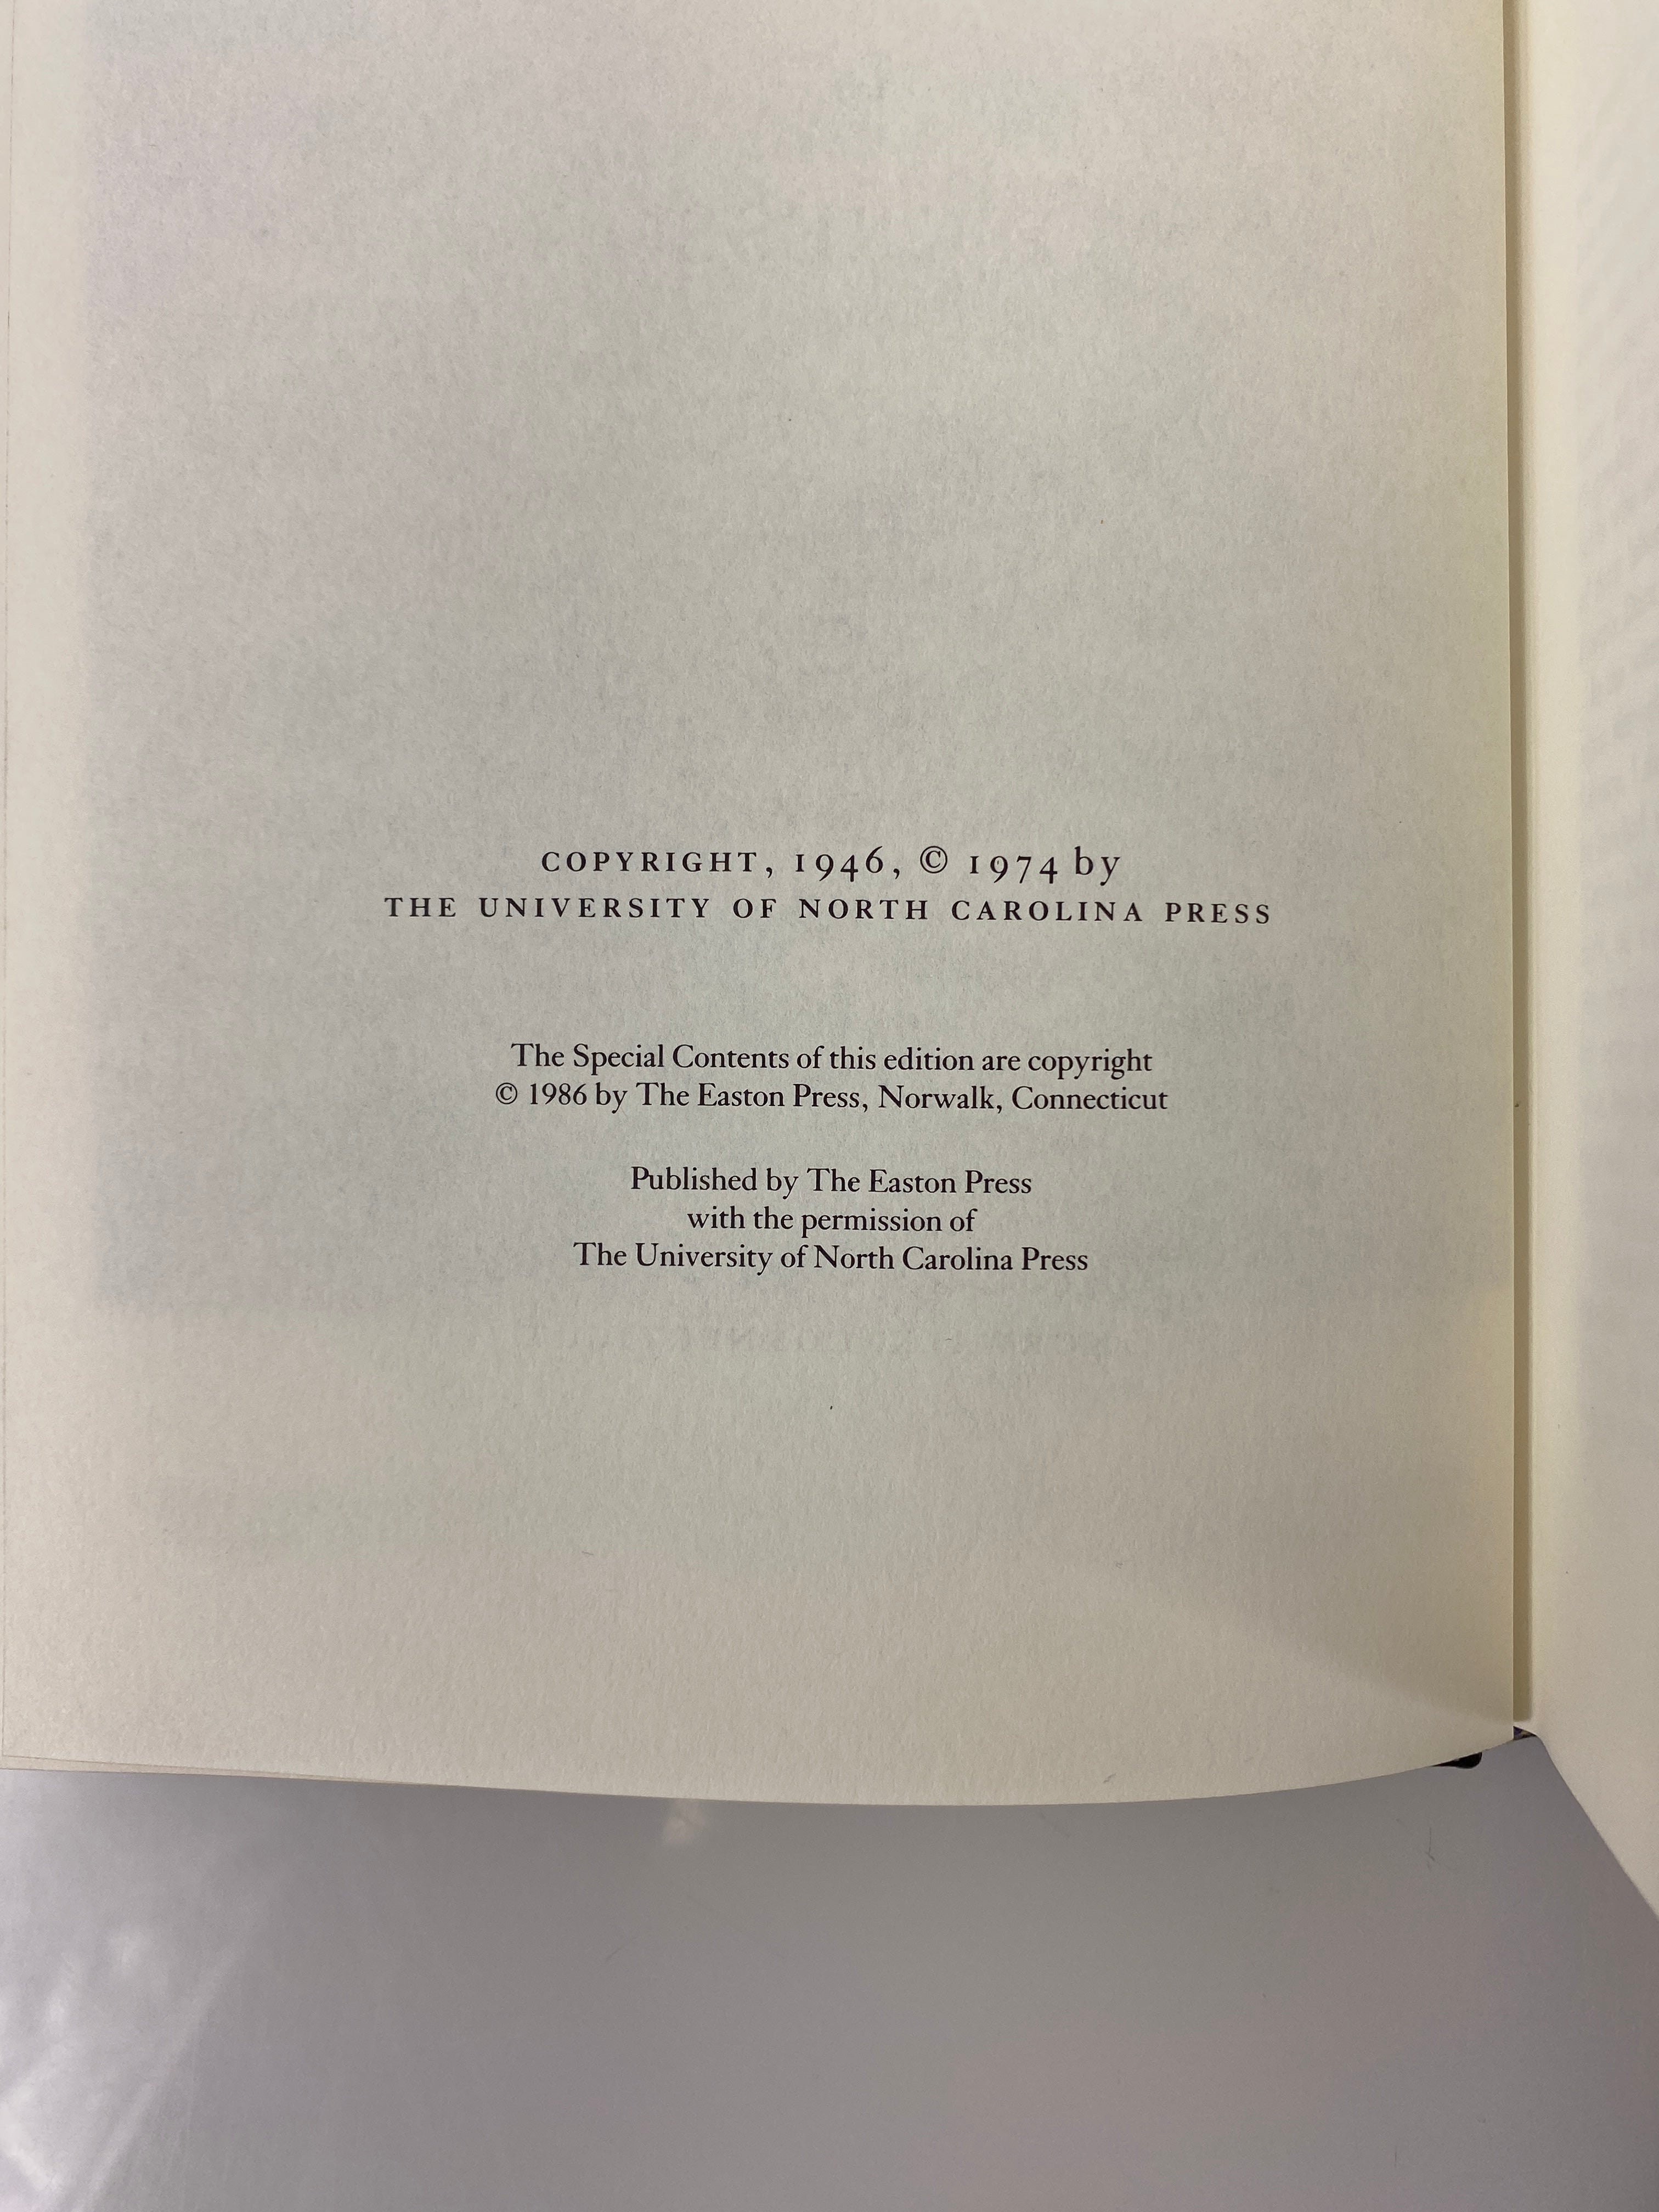 COPYRIGHT, 1946, © 1974 by
THE UNIVERSITY OF NORTH CAROLINA PRESS
The Special Contents of this edition are copyright
© 1986 by The Easton Press, Norwalk, Connecticut
Published by The Easton Press
with the permission of
The University of North Carolina Press